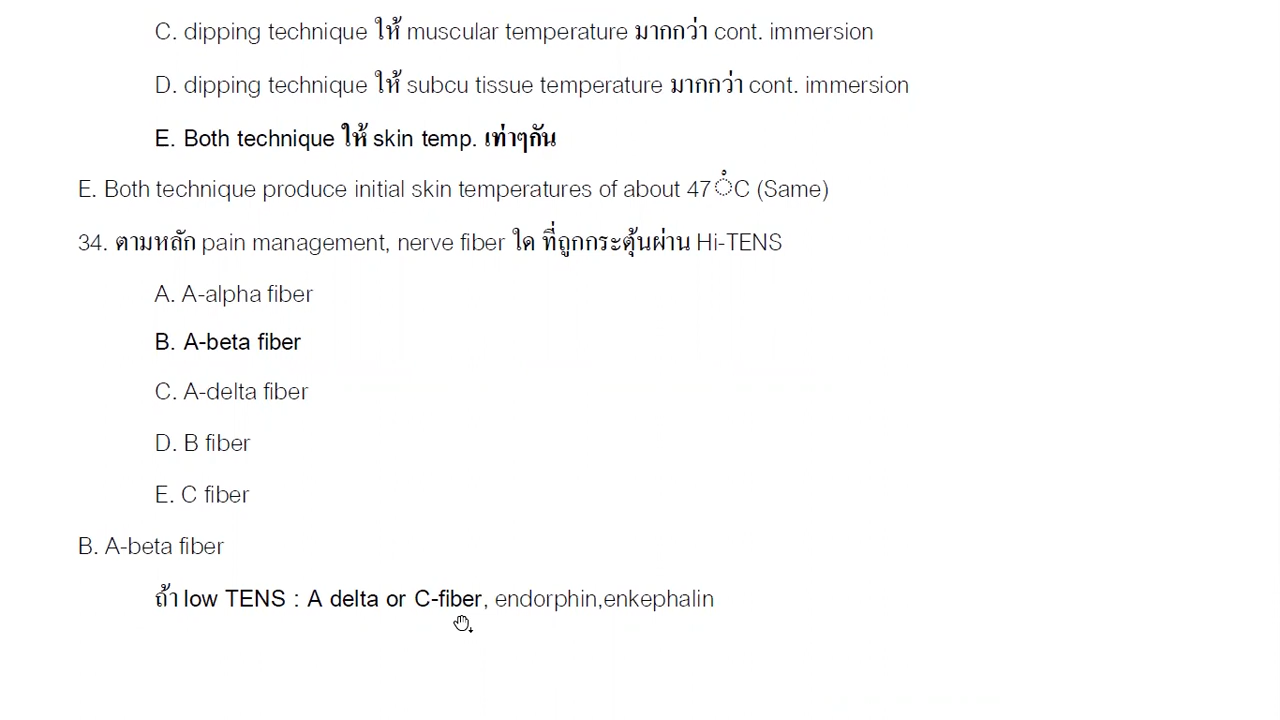 C. dipping technique ให้ muscular temperature มากกว่า cont. immersion
D. dipping technique ให้ subcu tissue temperature มากกว่า cont. immersion
E. Both technique ให้ skin temp. เท่าๆกัน
E. Both technique produce initial skin temperatures of about 47 ํC (Same)
34. ตามหลัก pain management, nerve fiber ใด ที่ถูกกระตุ้นผ่าน Hi-TENS
A. A-alpha fiber
B. A-beta fiber
C. A-delta fiber
D. B fiber
E. C fiber
B. A-beta fiber
ถ้า low TENS : A delta or C-fiber, endorphin,enkephalin